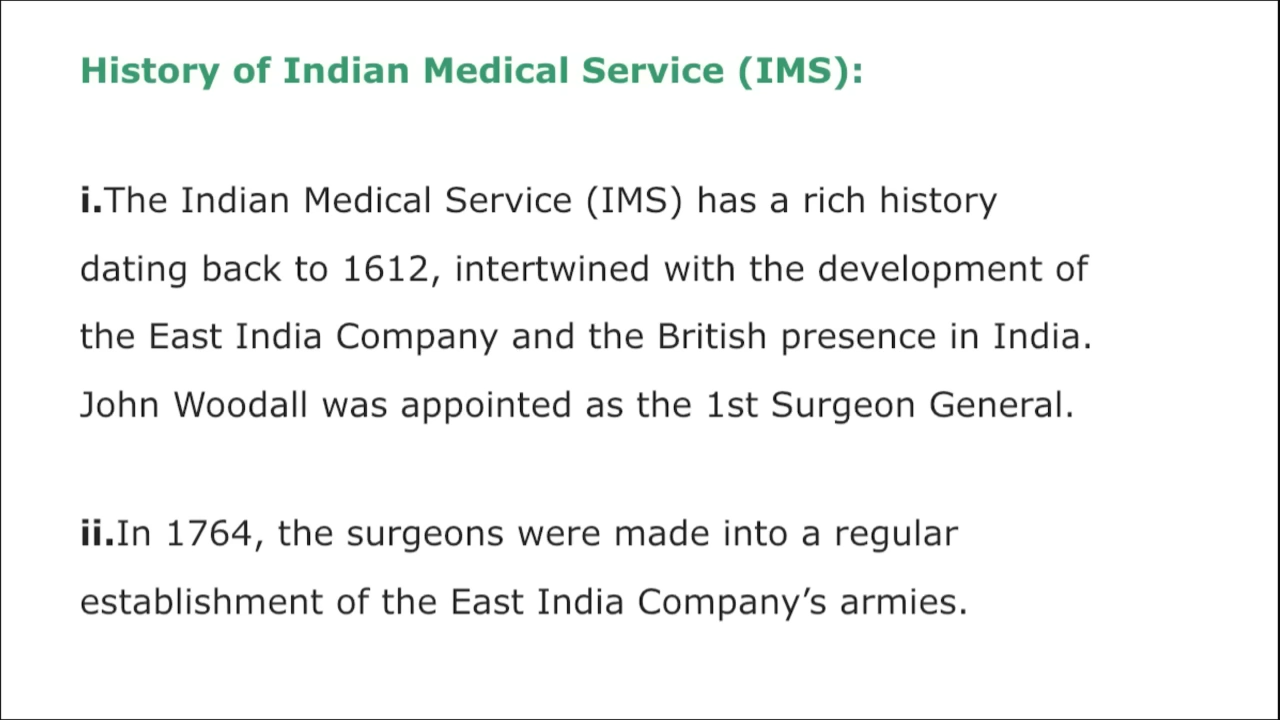 History of Indian Medical Service (IMS):
i.The Indian Medical Service (IMS) has a rich history
dating back to 1612, intertwined with the development of
the East India Company and the British presence in India.
John Woodall was appointed as the 1st Surgeon General.
ii.In 1764, the surgeons were made into a regular
establishment of the East India Company’s armies.